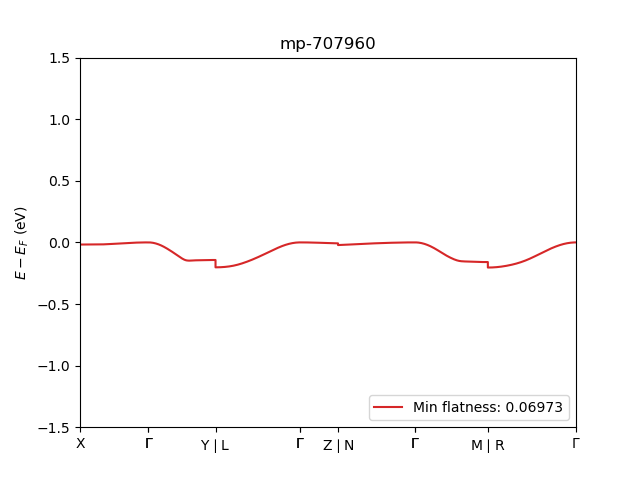 mp-707960
E − E_F (eV)
1.5
1.0
0.5
0.0
−0.5
−1.0
−1.5
Min flatness: 0.06973
X Γ Y | L Γ Z | N Γ M | R Γ